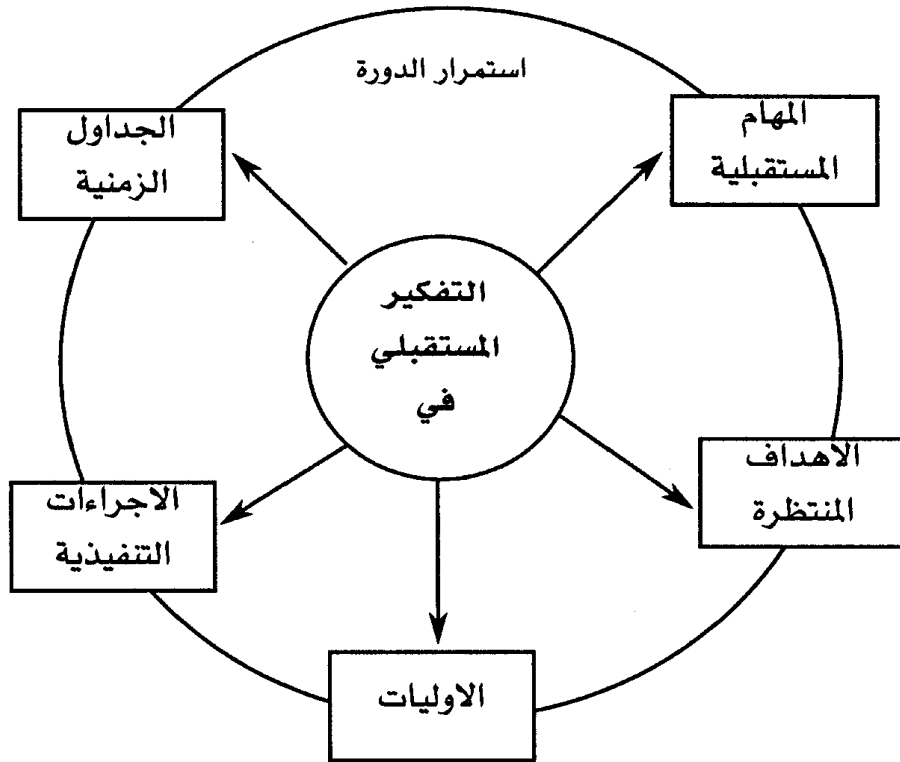 استمرار الدورة
المهام
المستقبلية
الجداول
الزمنية
التفكير
المستقبلي
في
الاهداف
المنتظرة
الاجراءات
التنفيذية
الاوليات